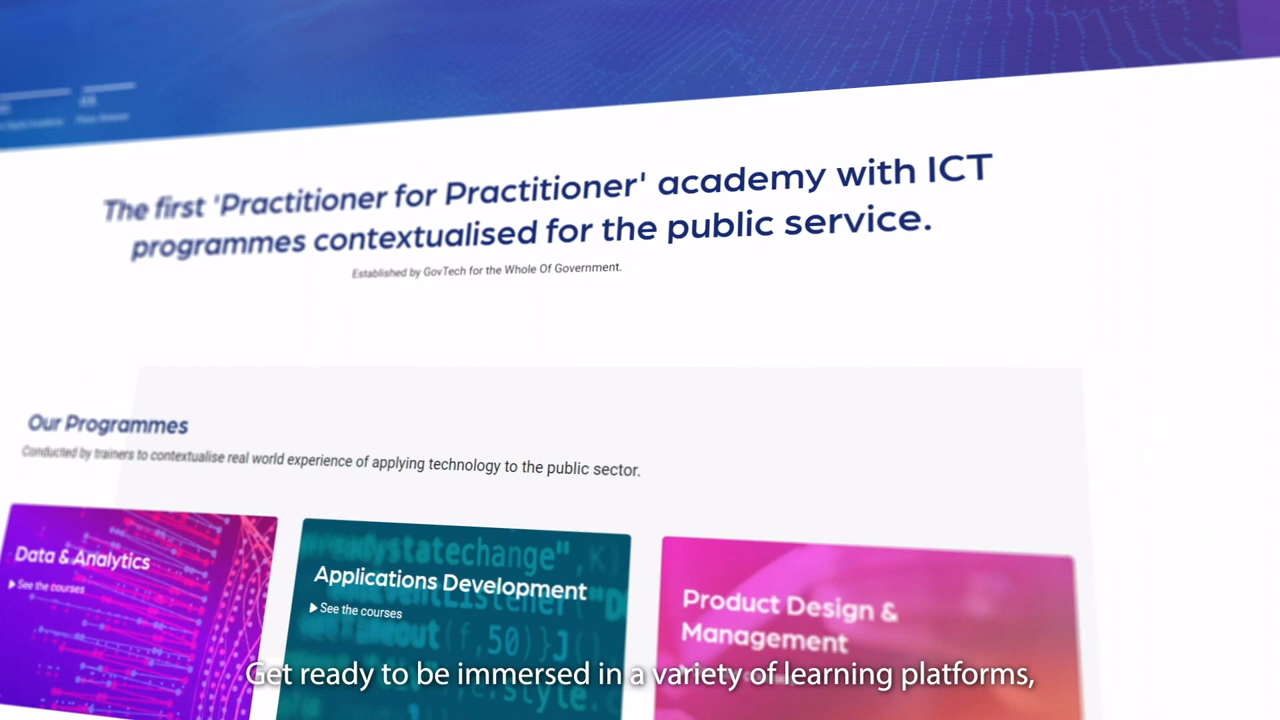 The first 'Practitioner for Practitioner' academy with ICT
programmes contextualised for the public service.
Established by GovTech for the Whole Of Government.
Our Programmes
Conducted by trainers to contextualise real world experience of applying technology to the public sector.
Data & Analytics
See the courses
Applications Development
See the courses
Product Design &
Management
readystatechange", K)
(f,50)}J()
Get ready to be immersed in a variety of learning platforms,